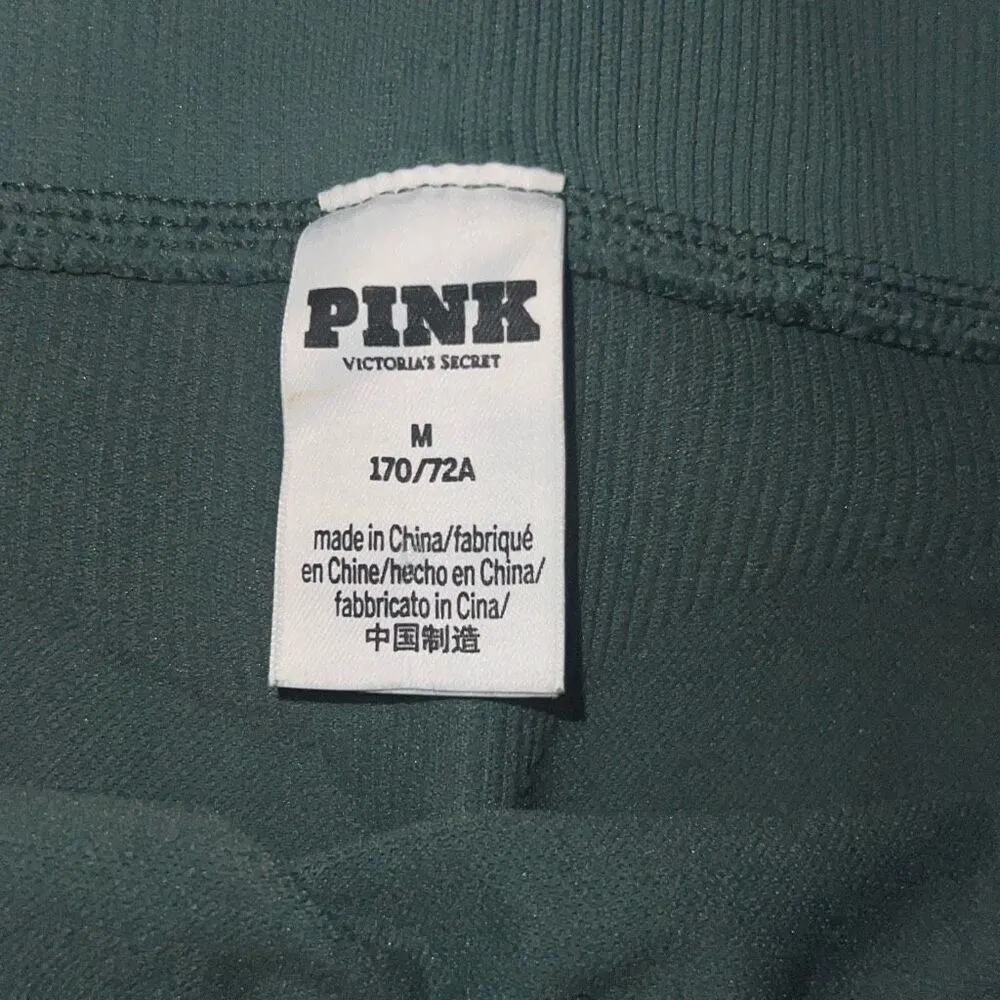 PINK
VICTORIA'S SECRET
M
170/72A
made in China/fabriqué
en Chine/hecho en China/
fabbricato in Cina/
中国制造